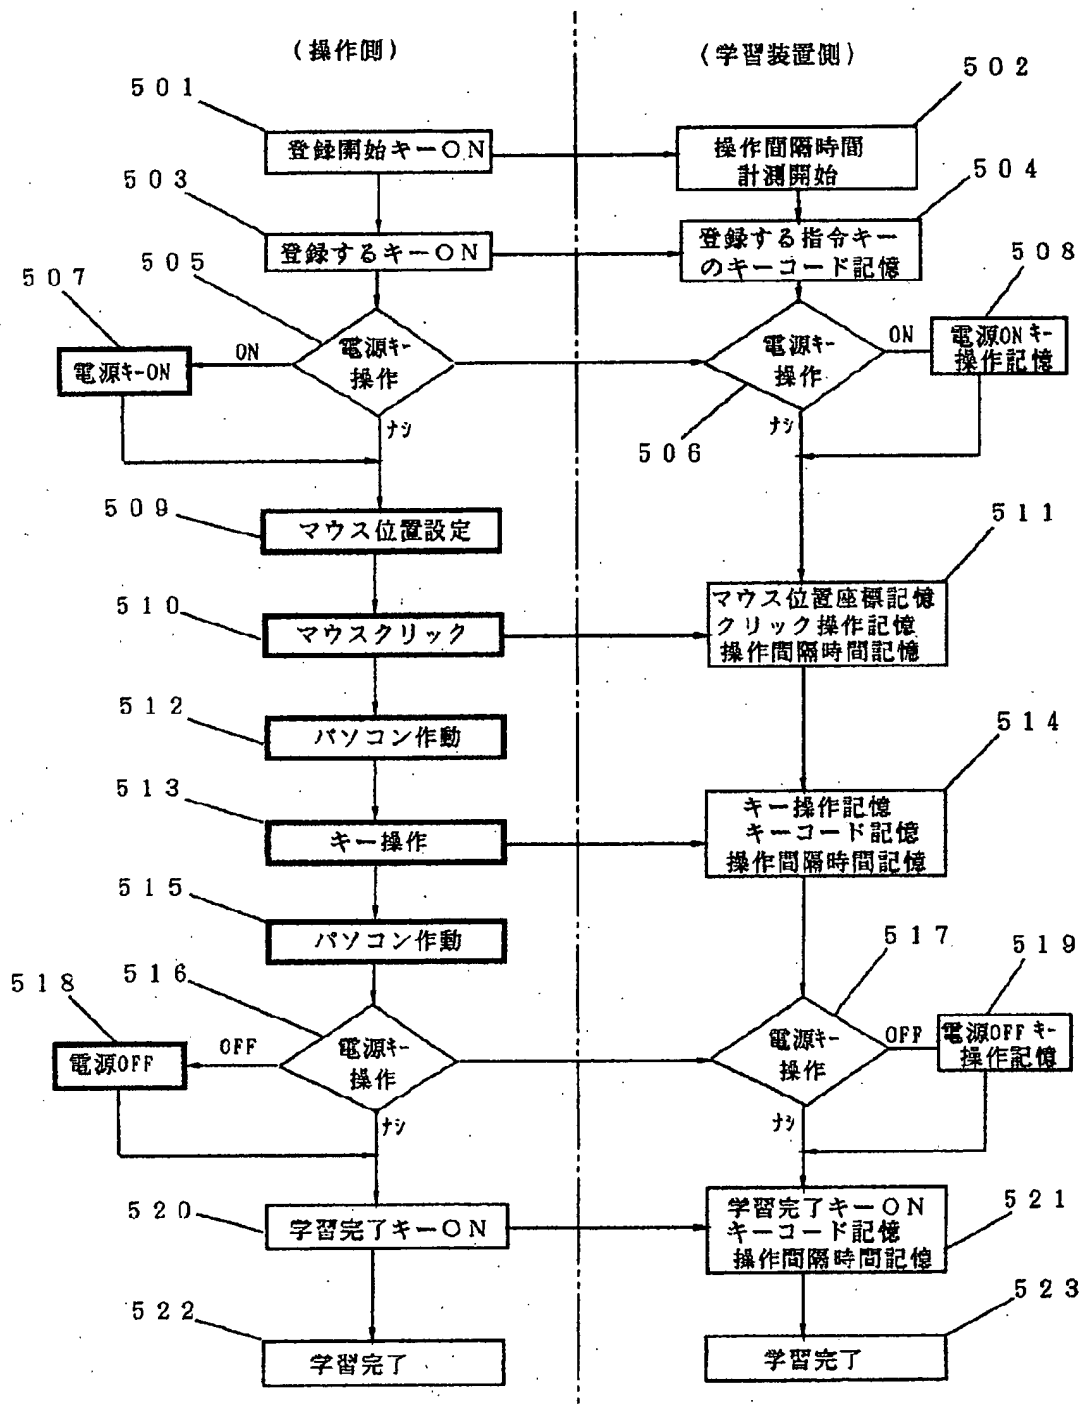 (操作側)
(学習装置側)
501
502
登録開始キーON
操作間隔時間
計測開始
503
504
登録するキーON
登録する指令キー
のキーコード記憶
505
507
508
電源キーON
ON
電源キー
操作
ナシ
電源キー
操作
ON
ナシ
電源ONキー
操作記憶
506
509
マウス位置設定
511
510
マウスクリック
マウス位置座標記憶
クリック操作記憶
操作間隔時間記憶
512
パソコン作動
514
513
キー操作
キー操作記憶
キーコード記憶
操作間隔時間記憶
515
パソコン作動
516
517
518
519
電源OFF
OFF
電源キー
操作
ナシ
電源キー
操作
OFF
ナシ
電源OFFキー
操作記憶
520
学習完了キーON
521
学習完了キーON
キーコード記憶
操作間隔時間記憶
522
学習完了
523
学習完了